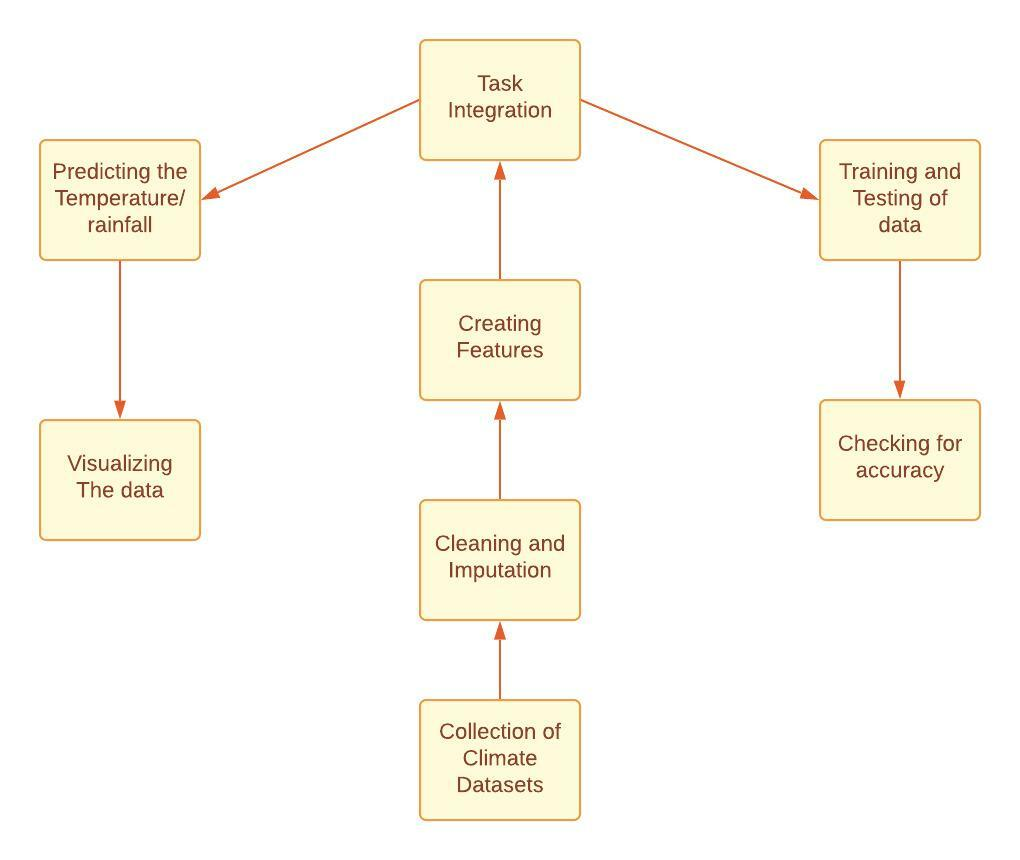 Task
Integration
Predicting the
Temperature/
rainfall
Training and
Testing of
data
Creating
Features
Visualizing
The data
Checking for
accuracy
Cleaning and
Imputation
Collection of
Climate
Datasets